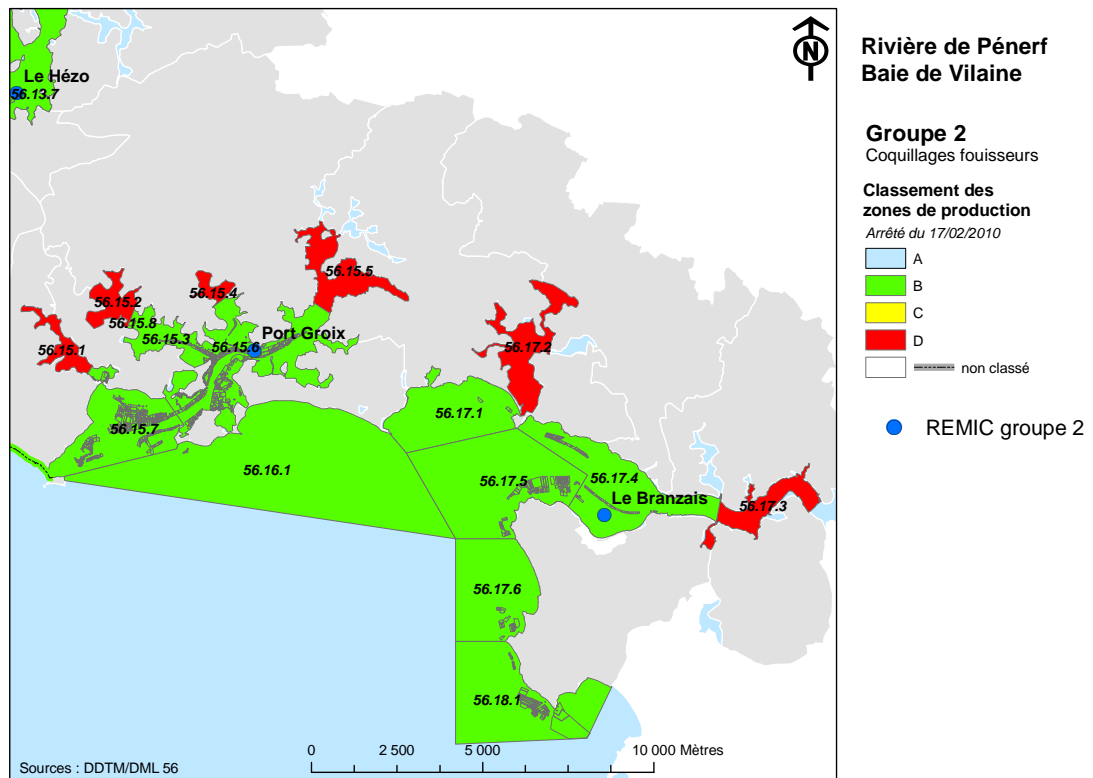 Rivière de Pénerf
Baie de Vilaine
Groupe 2
Coquillages fouisseurs
Classement des
zones de production
Arrêté du 17/02/2010
A
B
C
D
non classé
REMIC groupe 2
N
Le Hézo
56.13.7
56.15.5
56.15.2
56.15.4
56.15.8
56.15.3
Port Groix
56.15.6
56.15.1
56.17.2
56.17.1
56.15.7
56.16.1
56.17.5
56.17.4
Le Branzais
56.17.3
56.17.6
56.18.1
0 2 500 5 000 10 000 Mètres
Sources : DDTM/DML 56